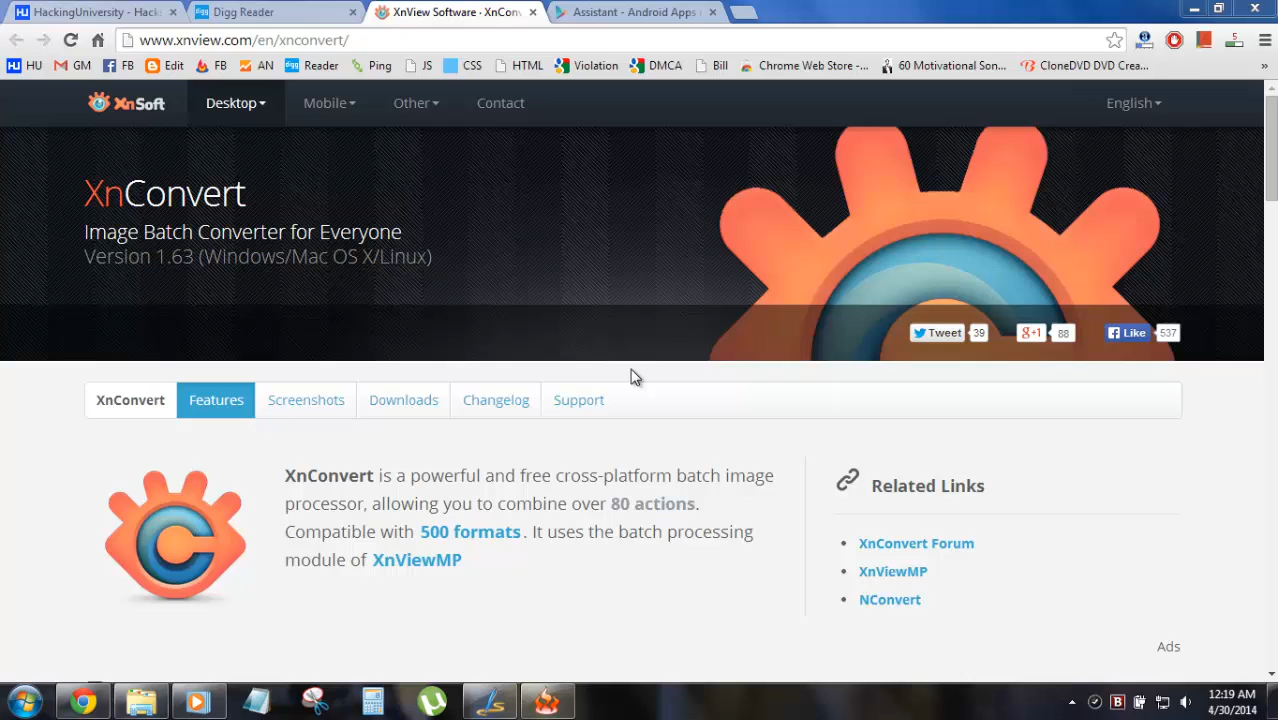 HackingUniversity - Hack
Digg Reader
XnView Software · XnConv
Assistant - Android Apps
www.xnview.com/en/xnconvert/
5
HU
GM
FB
Edit
FB
AN
Reader
Ping
JS
CSS
HTML
Violation
DMCA
Bill
Chrome Web Store -...
60 Motivational Son...
CloneDVD DVD Crea...
XnSoft
Desktop
Mobile
Other
Contact
English
XnConvert
Image Batch Converter for Everyone
Version 1.63 (Windows/Mac OS X/Linux)
Tweet
39
g+1
88
Like
537
XnConvert
Features
Screenshots
Downloads
Changelog
Support
XnConvert is a powerful and free cross-platform batch image
processor, allowing you to combine over 80 actions.
Compatible with 500 formats. It uses the batch processing
module of XnViewMP
Related Links
XnConvert Forum
XnViewMP
NConvert
Ads
12:19 AM
4/30/2014